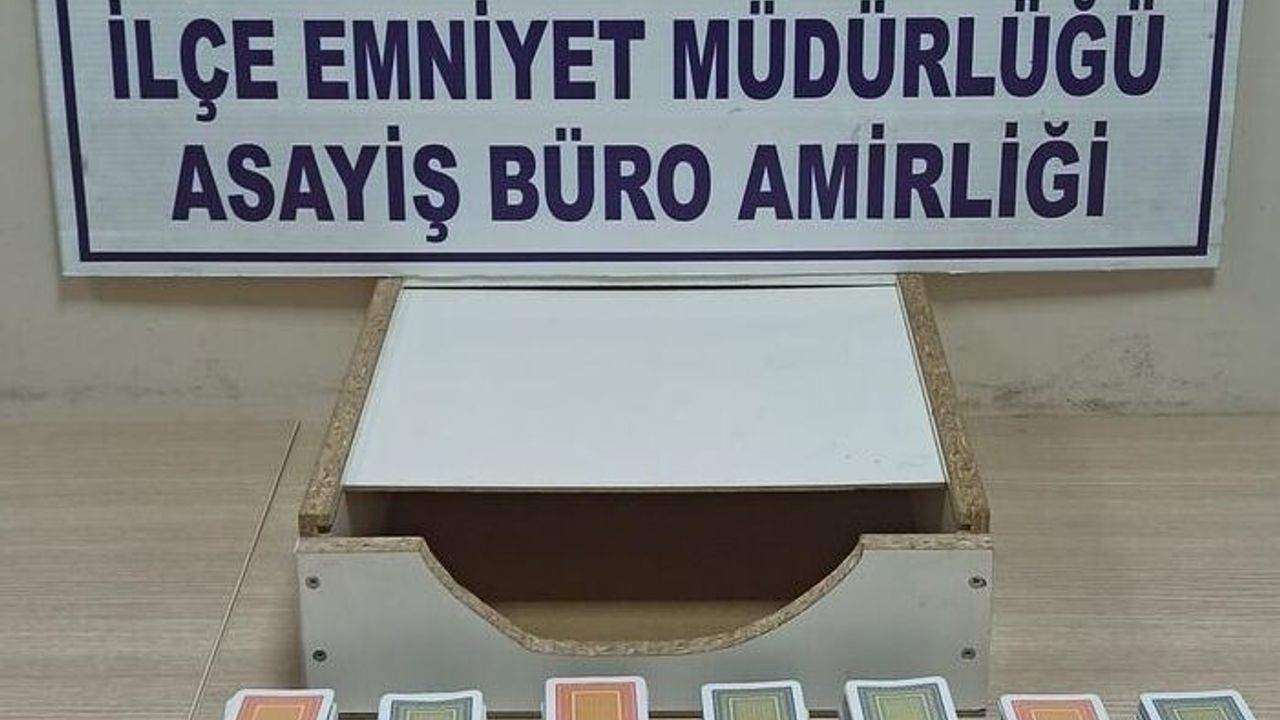 İLÇE EMNİYET MÜDÜRLÜĞÜ
ASAYİŞ BÜRO AMİRLİĞİ